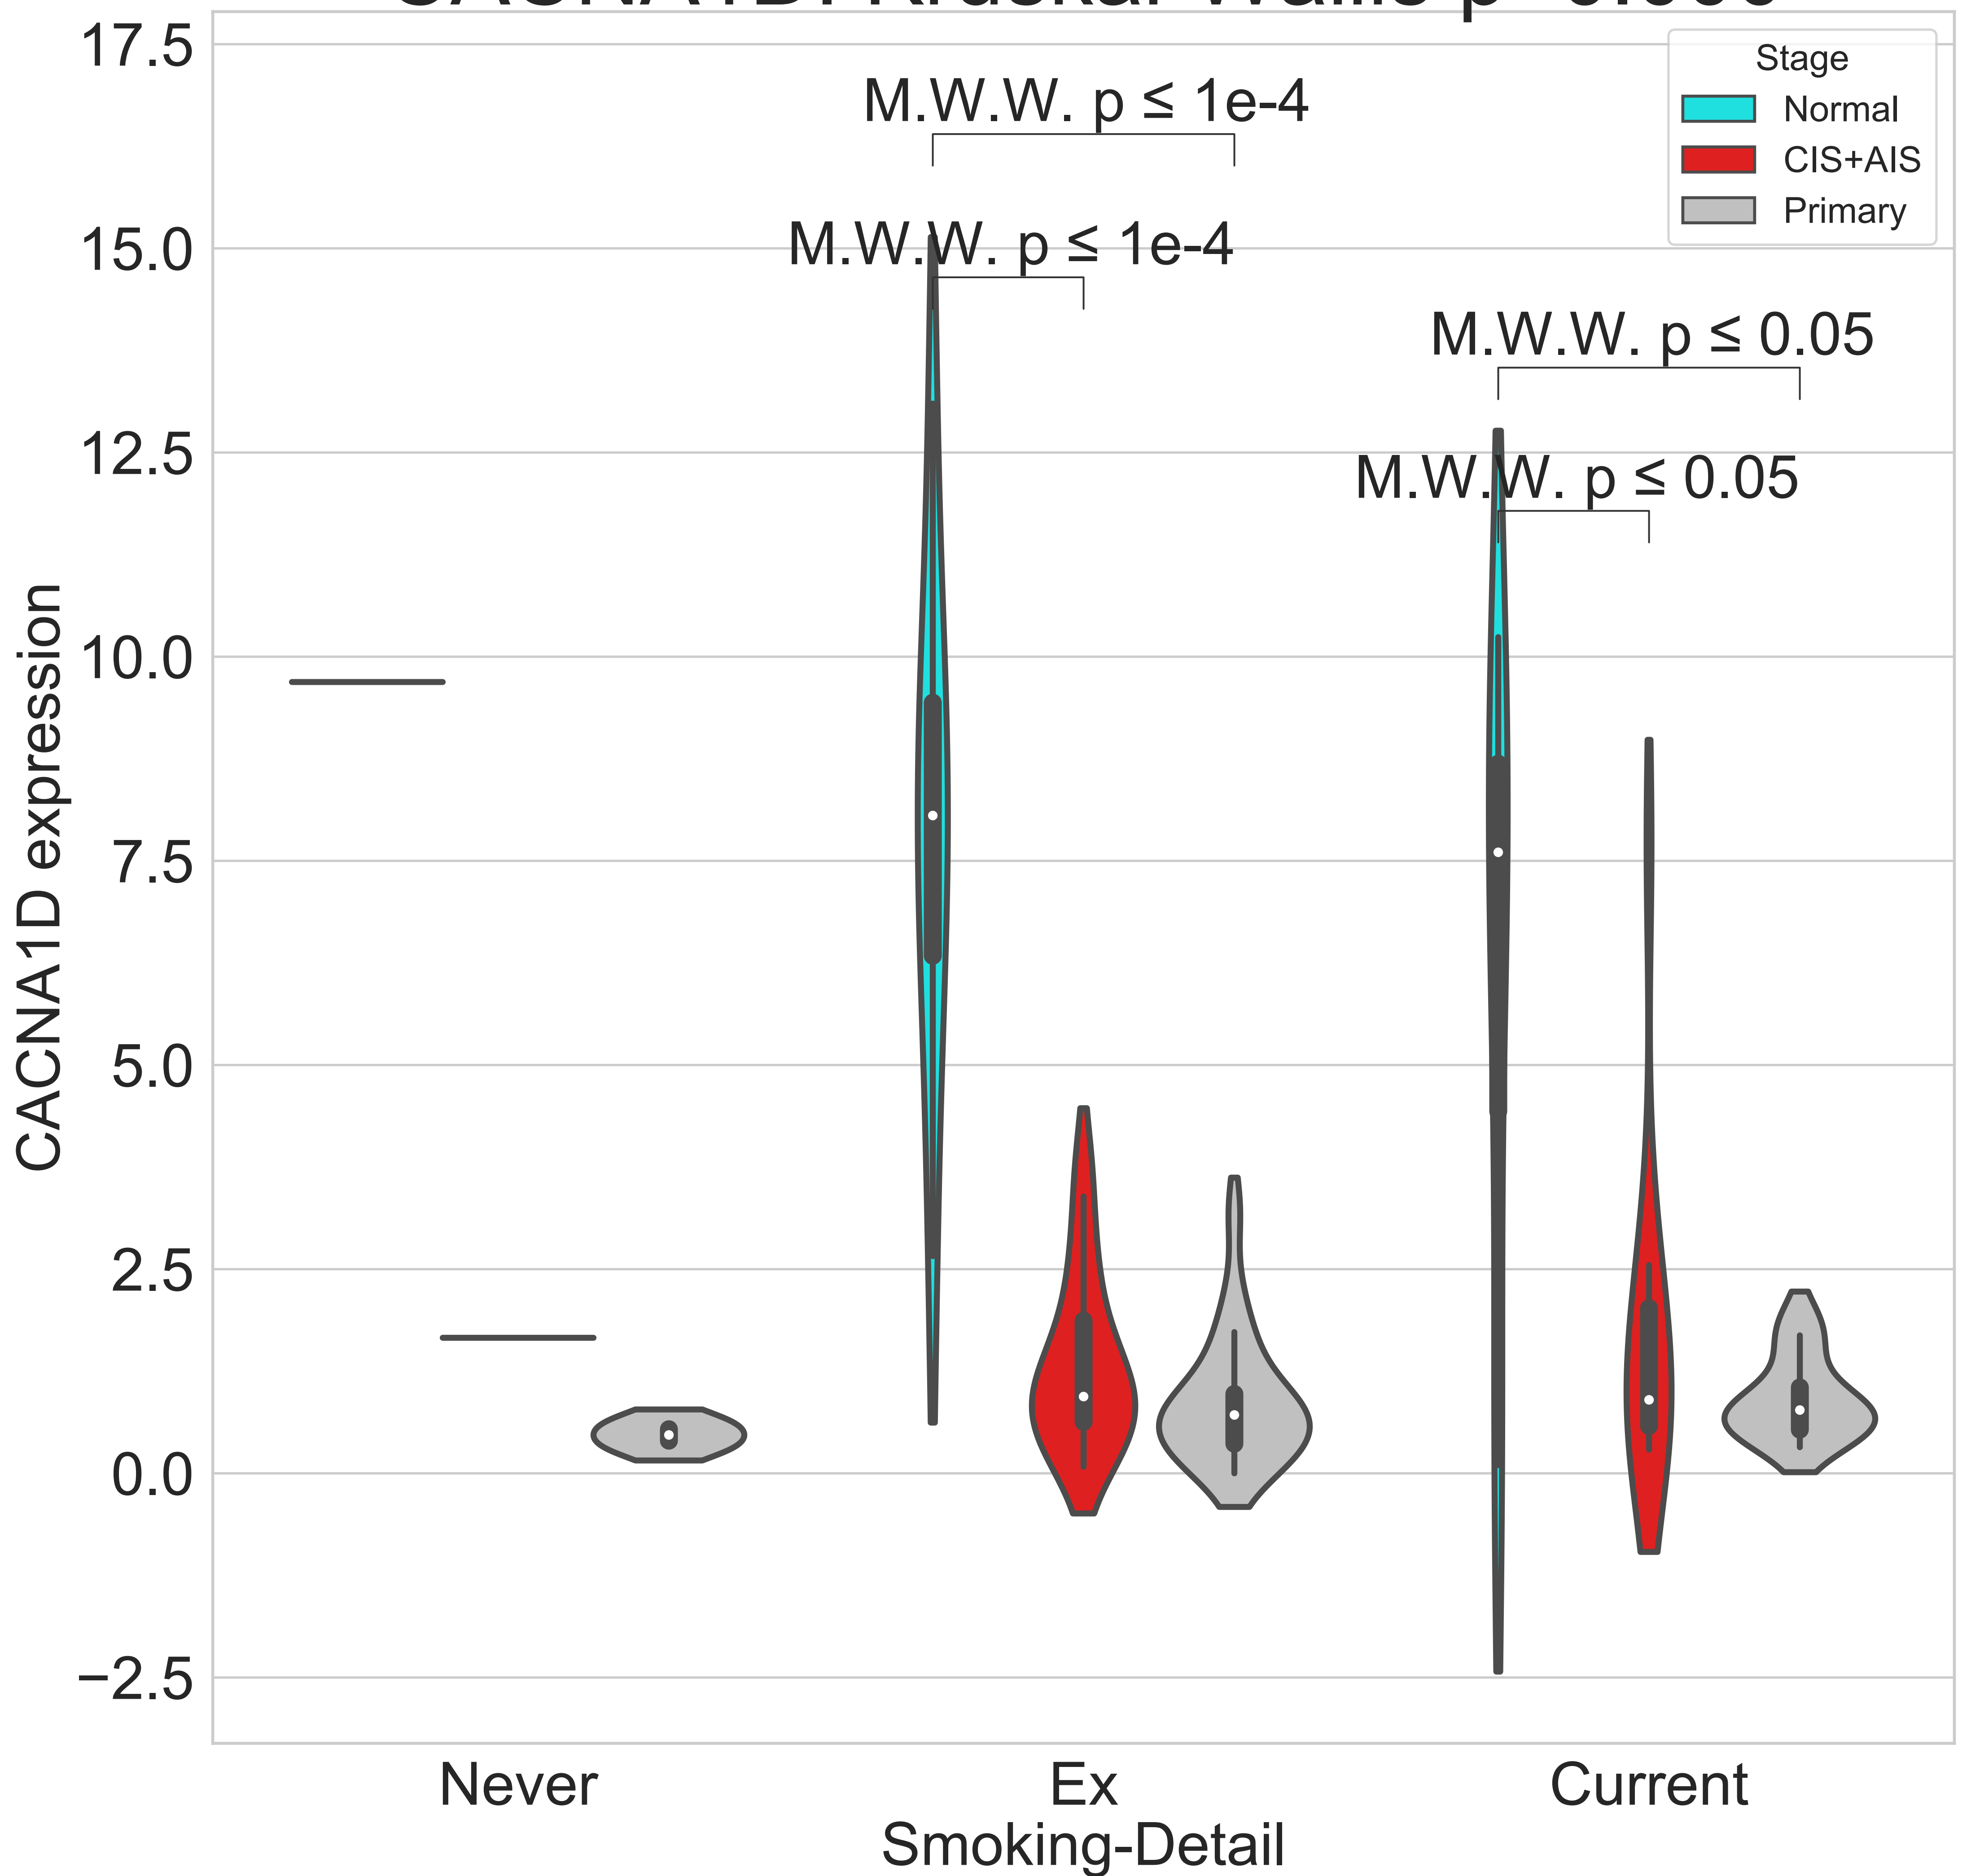 17.5
15.0
12.5
10.0
7.5
5.0
2.5
0.0
−2.5
CACNA1D expression
M.W.W. p ≤ 1e-4
M.W.W. p ≤ 1e-4
M.W.W. p ≤ 0.05
M.W.W. p ≤ 0.05
Stage
Normal
CIS+AIS
Primary
Never
Ex
Current
Smoking-Detail